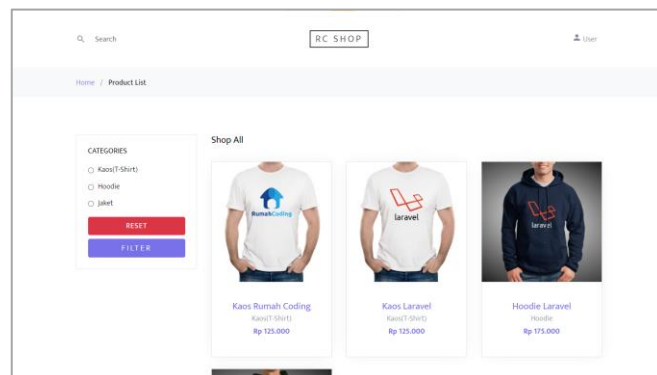 Search
RC SHOP
User
Home / Product List
CATEGORIES
Kaos(T-Shirt)
Hoodie
Jaket
RESET
FILTER
Shop All
RumahCoding
Kaos Rumah Coding
Kaos(T-Shirt)
Rp 125.000
laravel
Kaos Laravel
Kaos(T-Shirt)
Rp 125.000
laravel
Hoodie Laravel
Hoodie
Rp 175.000